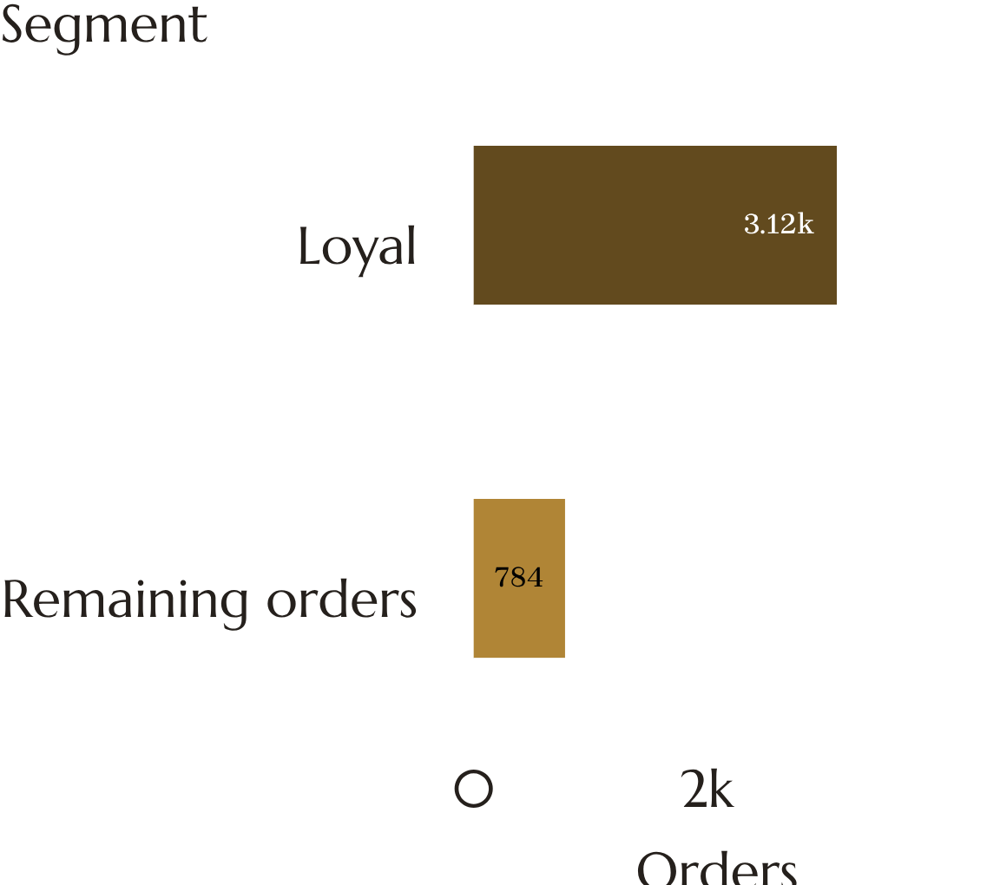 Segment
Loyal
3.12k
Remaining orders
784
0
2k
Orders